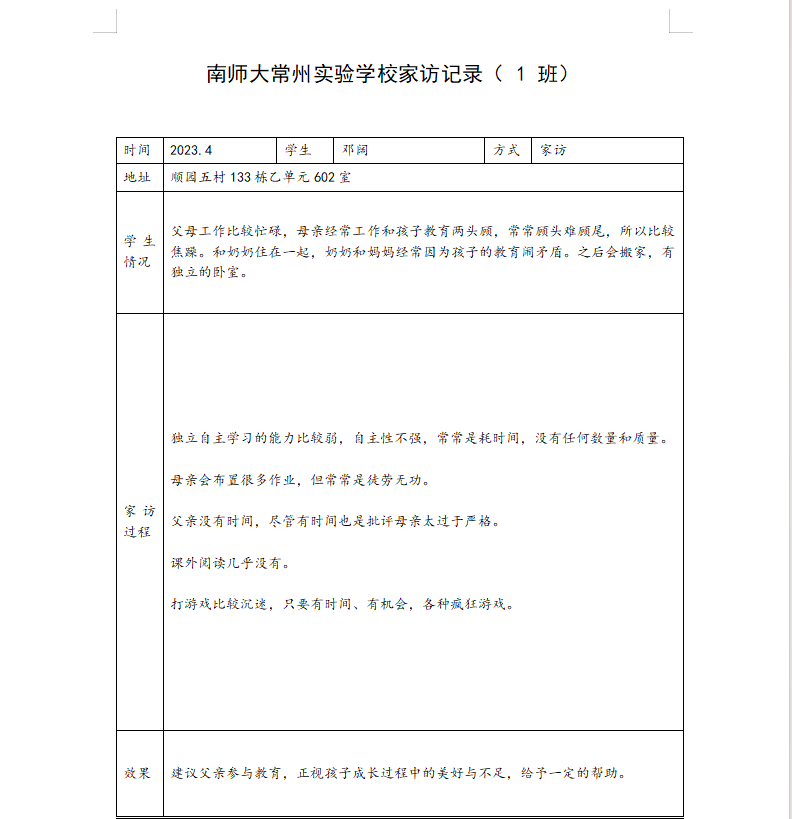 南师大常州实验学校家访记录（ 1 班）
时间 2023.4 学生 邓阔 方式 家访
地址 顺园五村133栋乙单元602室
学生情况
父母工作比较忙碌，母亲经常工作和孩子教育两头顾，常常顾头难顾尾，所以比较
焦躁。和奶奶住在一起，奶奶和妈妈经常因为孩子的教育闹矛盾。之后会搬家，有
独立的卧室。
家访过程
独立自主学习的能力比较弱，自主性不强，常常是耗时间，没有任何数量和质量。
母亲会布置很多作业，但常常是徒劳无功。
父亲没有时间，尽管有时间也是批评母亲太过于严格。
课外阅读几乎没有。
打游戏比较沉迷，只要有时间、有机会，各种疯狂游戏。
效果 建议父亲参与教育，正视孩子成长过程中的美好与不足，给予一定的帮助。